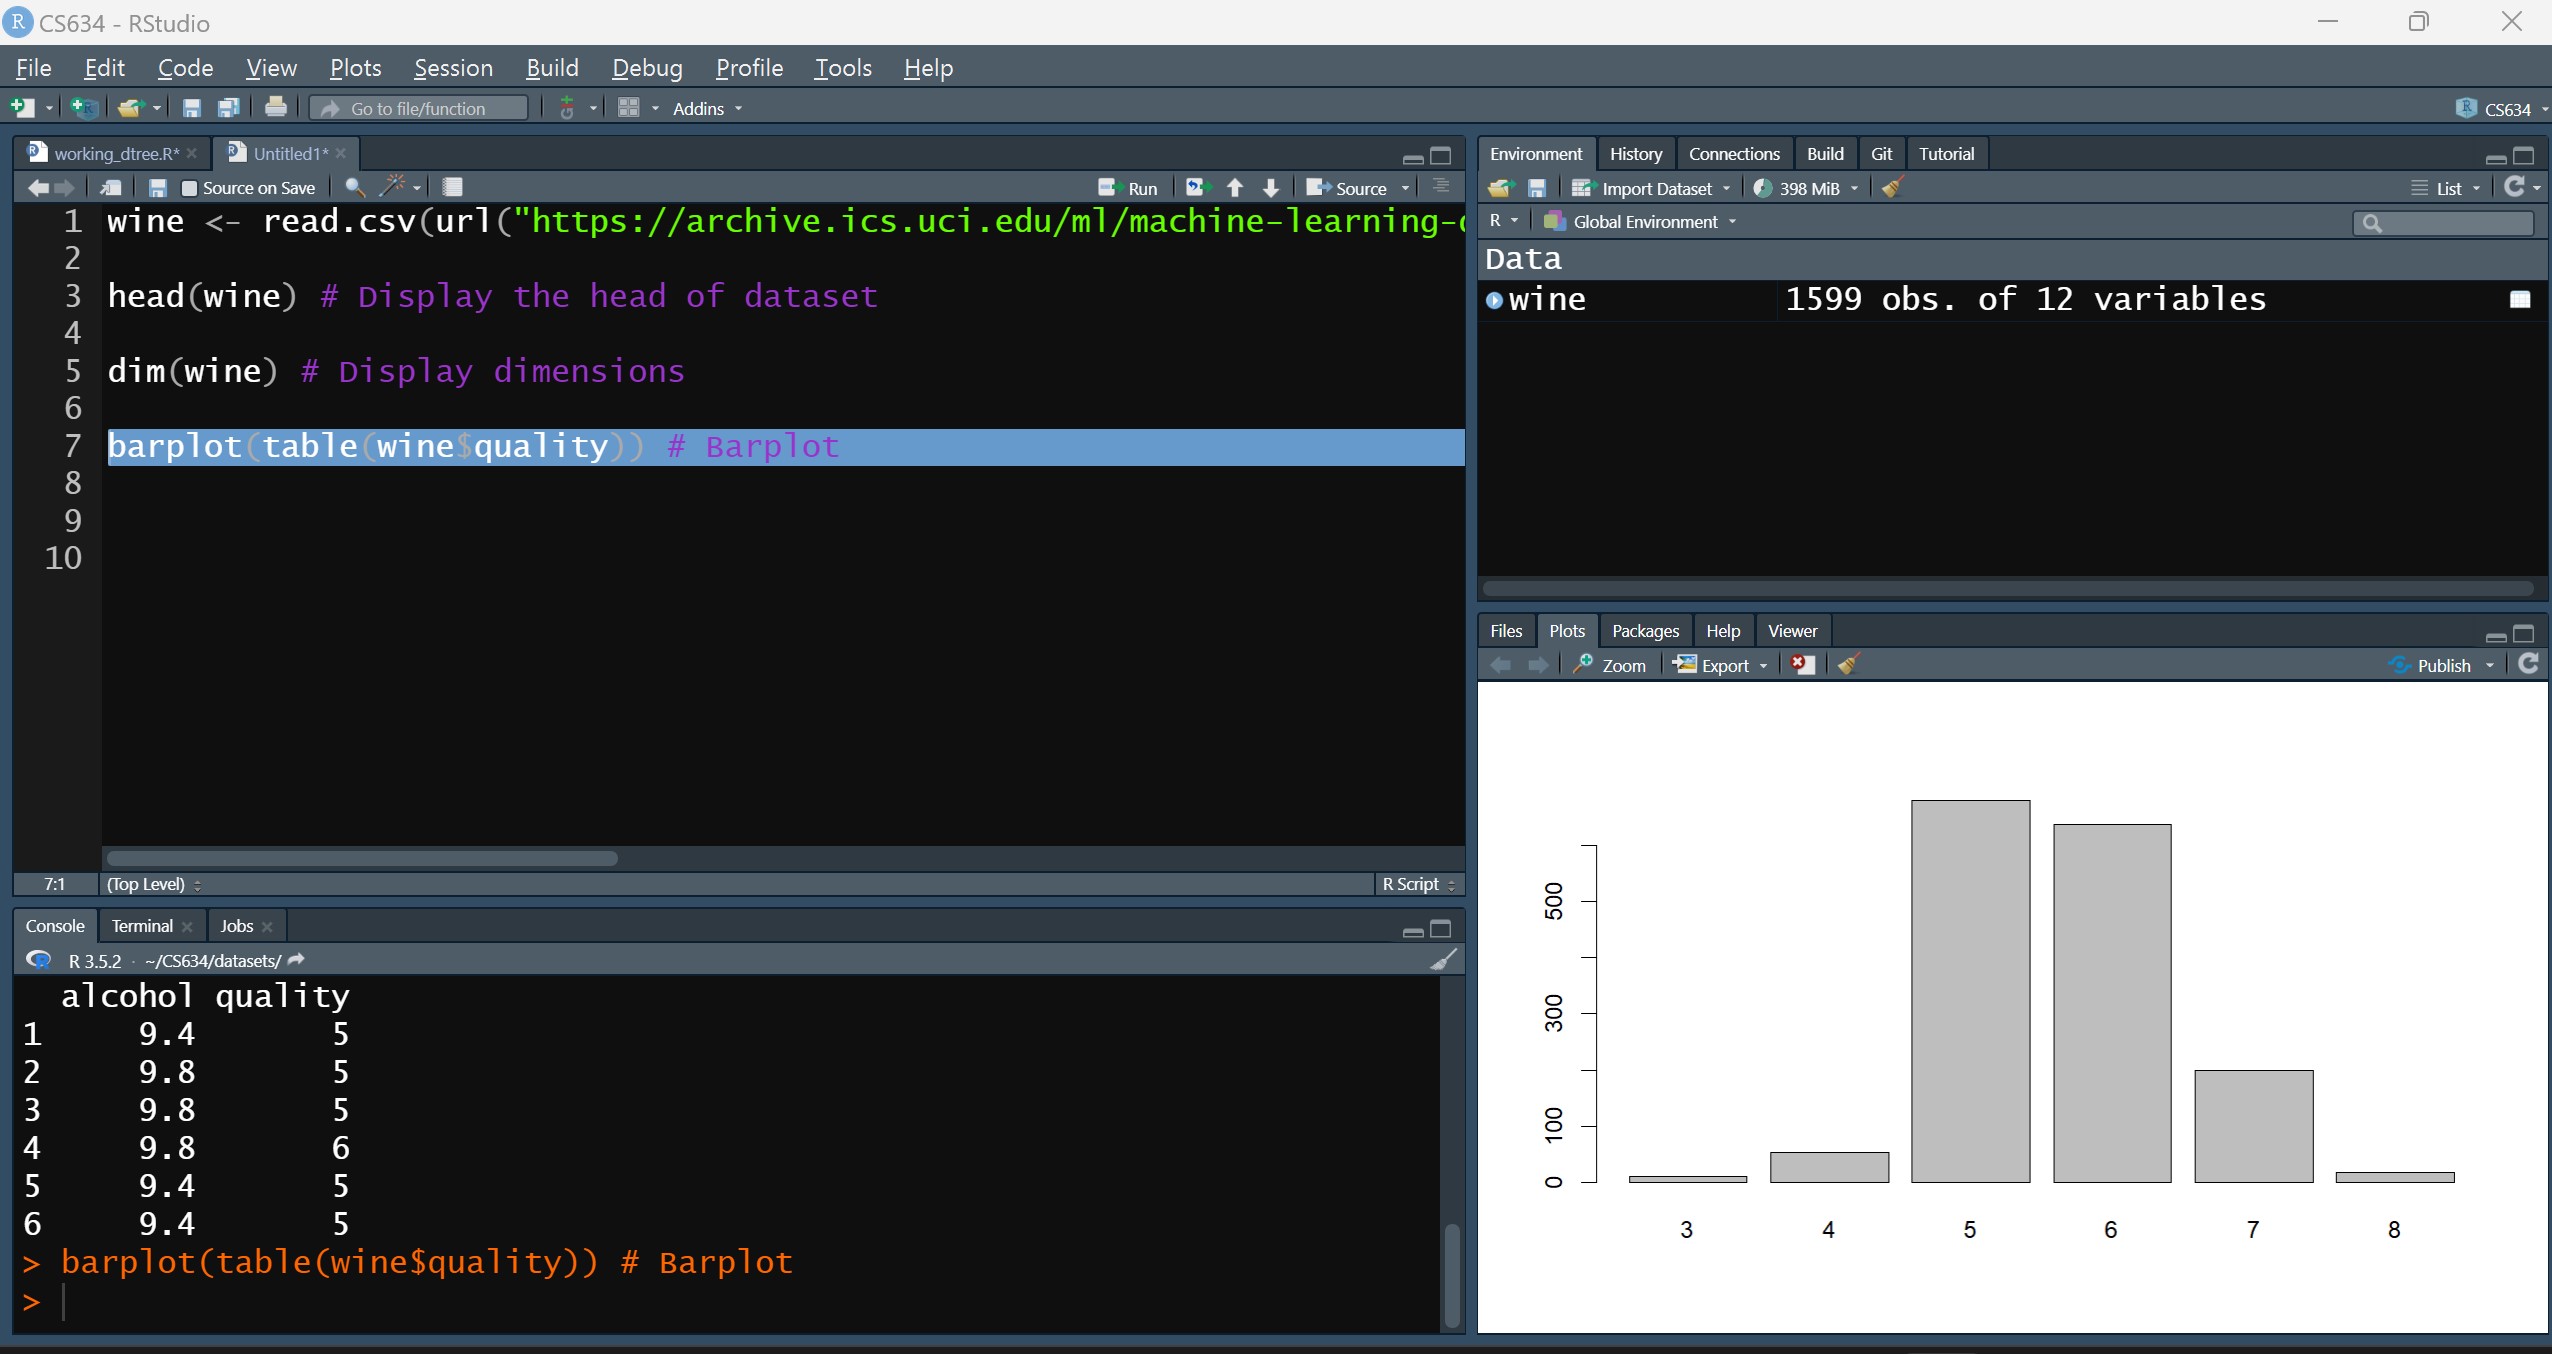 CS634 - RStudio
File Edit Code View Plots Session Build Debug Profile Tools Help
Go to file/function Addins CS634
working_dtree.R* Untitled1*
Source on Save Run Source
1 wine <- read.csv(url("https://archive.ics.uci.edu/ml/machine-learning-
2
3 head(wine) # Display the head of dataset
4
5 dim(wine) # Display dimensions
6
7 barplot(table(wine$quality)) # Barplot
8
9
10
7:1 (Top Level) R Script
Console Terminal Jobs
R 3.5.2 · ~/CS634/datasets/
alcohol quality
1 9.4 5
2 9.8 5
3 9.8 5
4 9.8 6
5 9.4 5
6 9.4 5
> barplot(table(wine$quality)) # Barplot
>
Environment History Connections Build Git Tutorial
Import Dataset 398 MiB List
R Global Environment
Data
wine 1599 obs. of 12 variables
Files Plots Packages Help Viewer
Zoom Export Publish
500
300
100
0
3 4 5 6 7 8